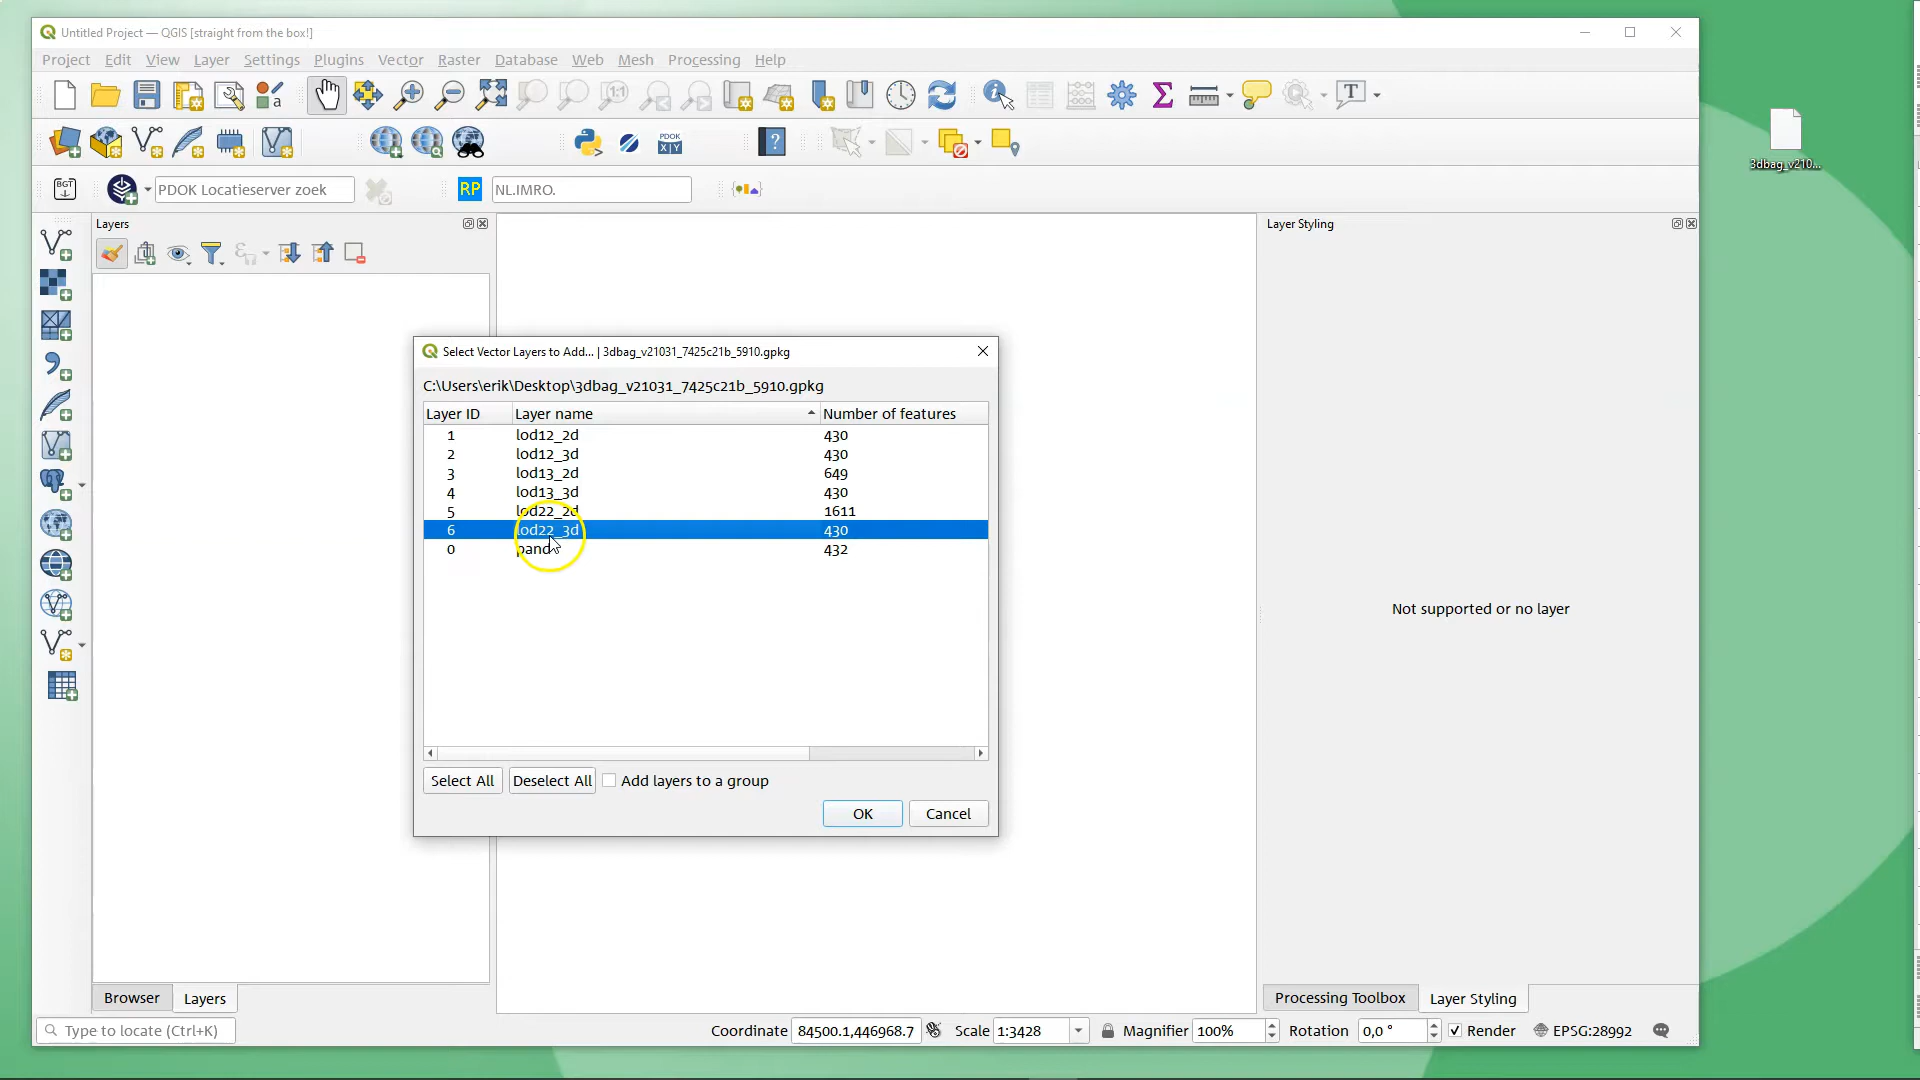 Untitled Project — QGIS [straight from the box!]
Project Edit View Layer Settings Plugins Vector Raster Database Web Mesh Processing Help
PDOK X|Y
BGT PDOK Locatieserver zoek RP NL.IMRO.
3dbag_v210...
Layers
Layer Styling
Select Vector Layers to Add... | 3dbag_v21031_7425c21b_5910.gpkg
C:\Users\erik\Desktop\3dbag_v21031_7425c21b_5910.gpkg
Layer ID Layer name Number of features
1 lod12_2d 430
2 lod12_3d 430
3 lod13_2d 649
4 lod13_3d 430
5 lod22_2d 1611
6 lod22_3d 430
0 pand 432
Not supported or no layer
Select All Deselect All Add layers to a group
OK Cancel
Browser Layers
Processing Toolbox Layer Styling
Type to locate (Ctrl+K) Coordinate 84500.1,446968.7 Scale 1:3428 Magnifier 100% Rotation 0,0 ° Render EPSG:28992